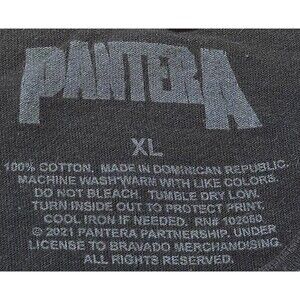 PANTERA
XL
100% COTTON. MADE IN DOMINICAN REPUBLIC.
MACHINE WASH WARM WITH LIKE COLORS.
DO NOT BLEACH. TUMBLE DRY LOW.
TURN INSIDE OUT TO PROTECT PRINT.
COOL IRON IF NEEDED. RN# 102060
© 2021 PANTERA PARTNERSHIP. UNDER
LICENSE TO BRAVADO MERCHANDISING.
ALL RIGHTS RESERVED.